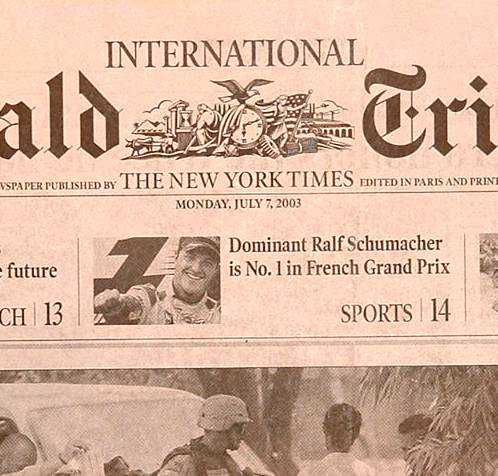 INTERNATIONAL
ald Tri
WSPAPER PUBLISHED BY THE NEW YORK TIMES EDITED IN PARIS AND PRINT
MONDAY, JULY 7, 2003
e future
CH 13
Dominant Ralf Schumacher
is No. 1 in French Grand Prix
SPORTS 14